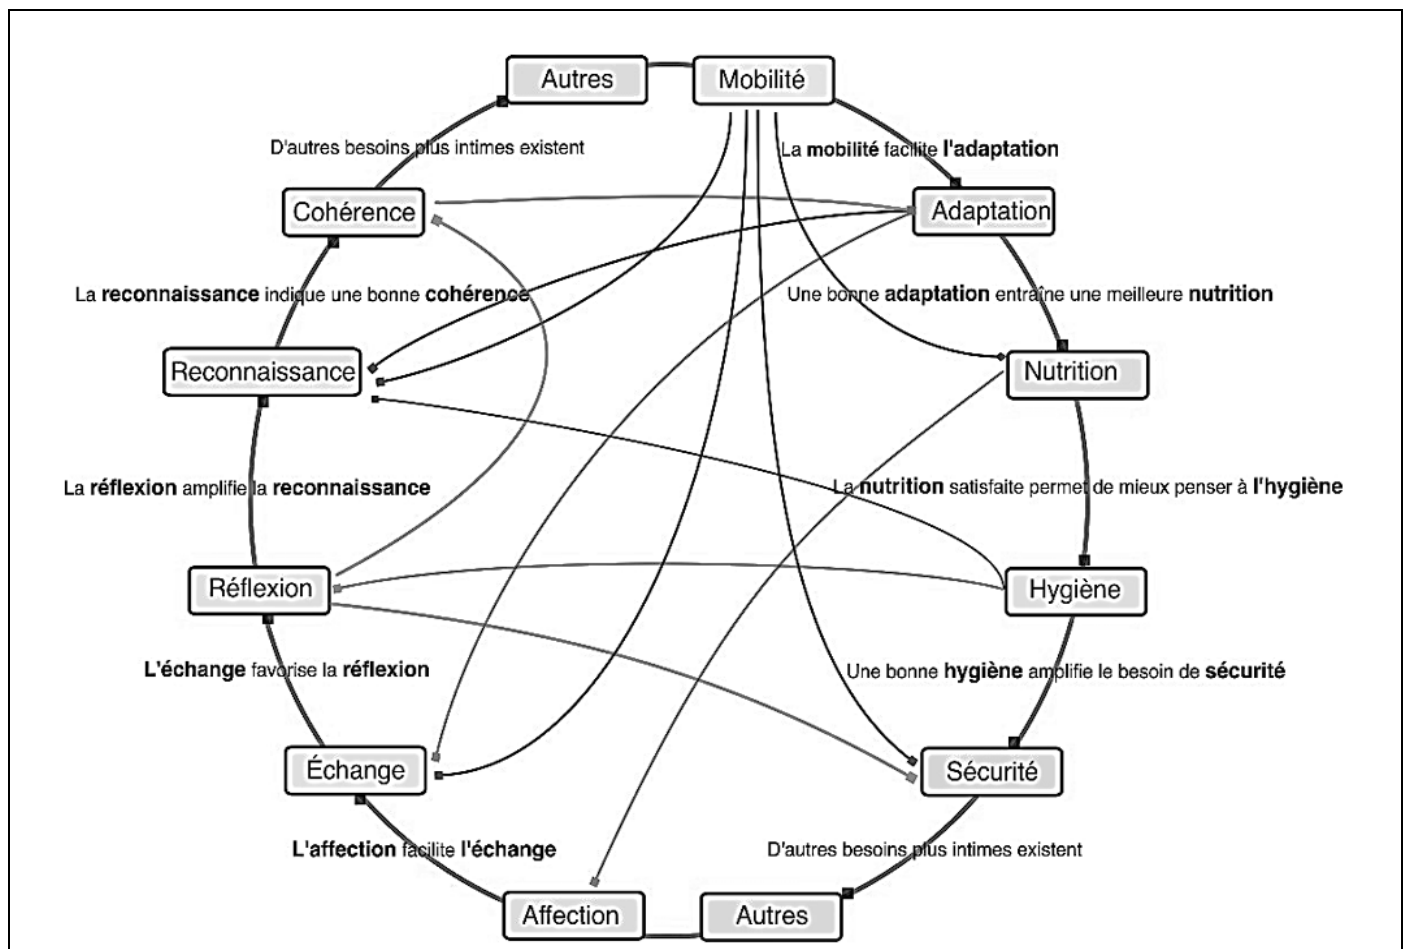 Autres
Mobilité
D'autres besoins plus intimes existent
La mobilité facilite l'adaptation
Cohérence
Adaptation
La reconnaissance indique une bonne cohérence
Une bonne adaptation entraîne une meilleure nutrition
Reconnaissance
Nutrition
La réflexion amplifie la reconnaissance
La nutrition satisfaite permet de mieux penser à l'hygiène
Réflexion
Hygiène
L'échange favorise la réflexion
Une bonne hygiène amplifie le besoin de sécurité
Échange
Sécurité
L'affection facilite l'échange
D'autres besoins plus intimes existent
Affection
Autres